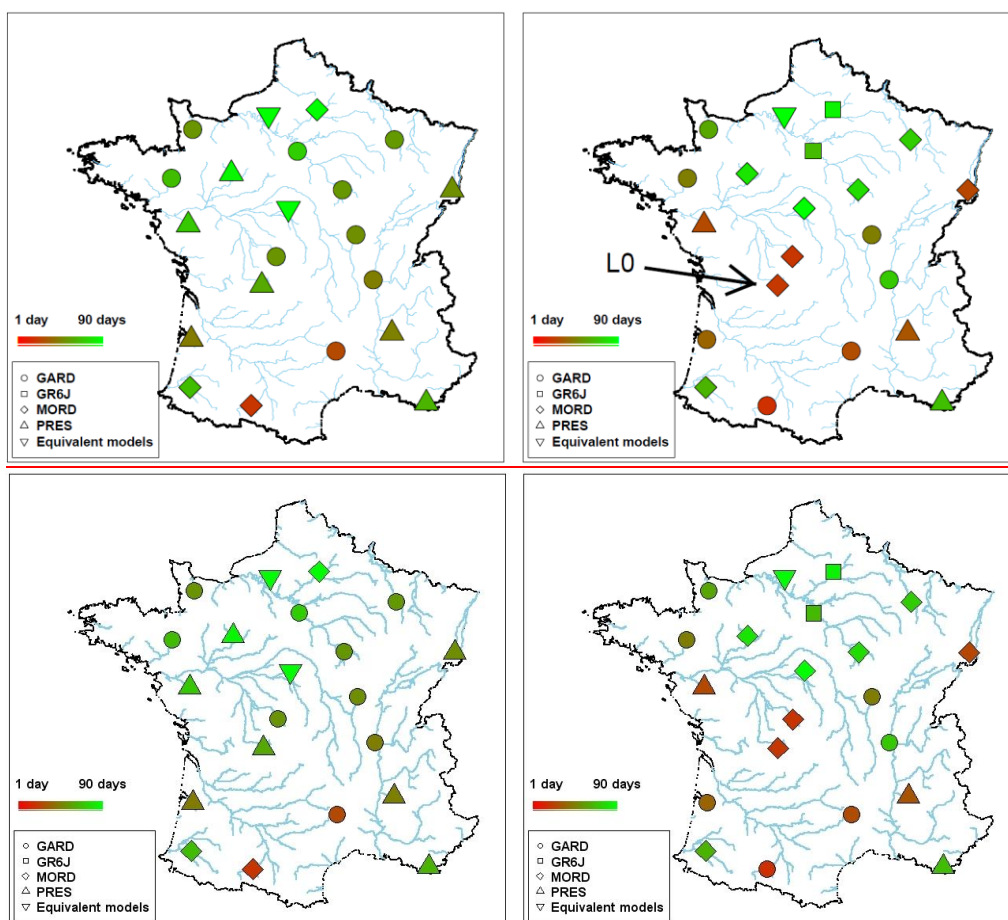 1 day 90 days
GARD
GR6J
MORD
PRES
Equivalent models
L0
1 day 90 days
GARD
GR6J
MORD
PRES
Equivalent models
1 day 90 days
GARD
GR6J
MORD
PRES
Equivalent models
1 day 90 days
GARD
GR6J
MORD
PRES
Equivalent models